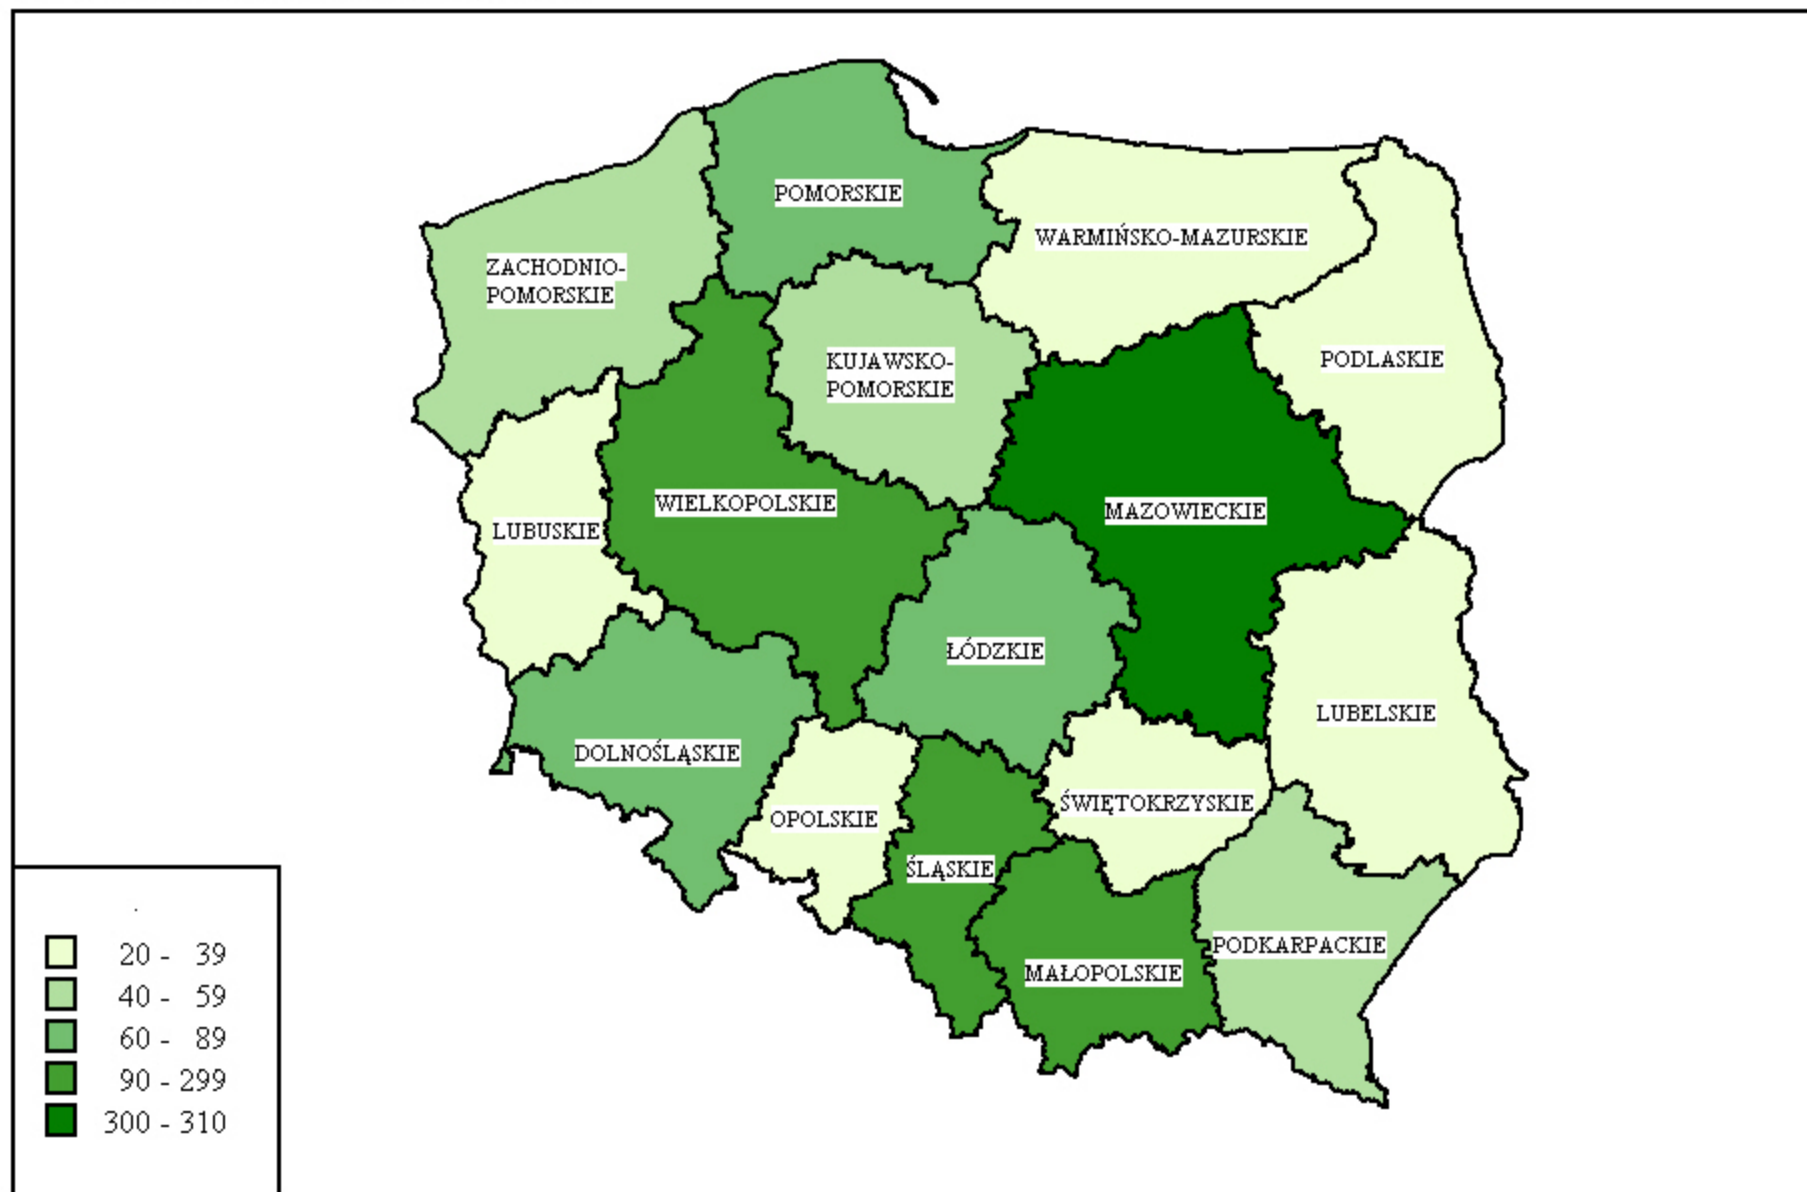 POMORSKIE
WARMIŃSKO-MAZURSKIE
ZACHODNIO-
POMORSKIE
KUJAWSKO-
POMORSKIE
PODLASKIE
WIELKOPOLSKIE
MAZOWIECKIE
LUBUSKIE
ŁÓDZKIE
LUBELSKIE
DOLNOŚLĄSKIE
OPOLSKIE
ŚWIĘTOKRZYSKIE
ŚLĄSKIE
PODKARPACKIE
MAŁOPOLSKIE
.
20 - 39
40 - 59
60 - 89
90 - 299
300 - 310